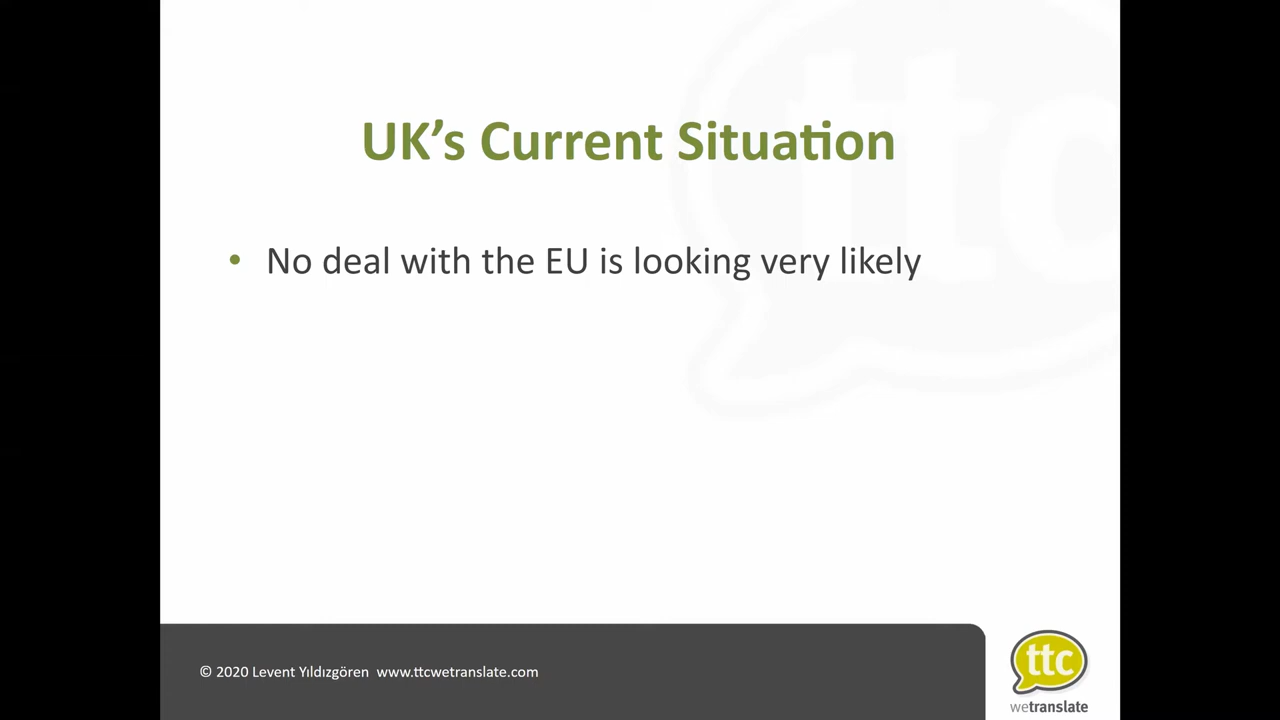 UK’s Current Situation
• No deal with the EU is looking very likely
© 2020 Levent Yıldızgören www.ttcwetranslate.com
ttc
wetranslate
ttc